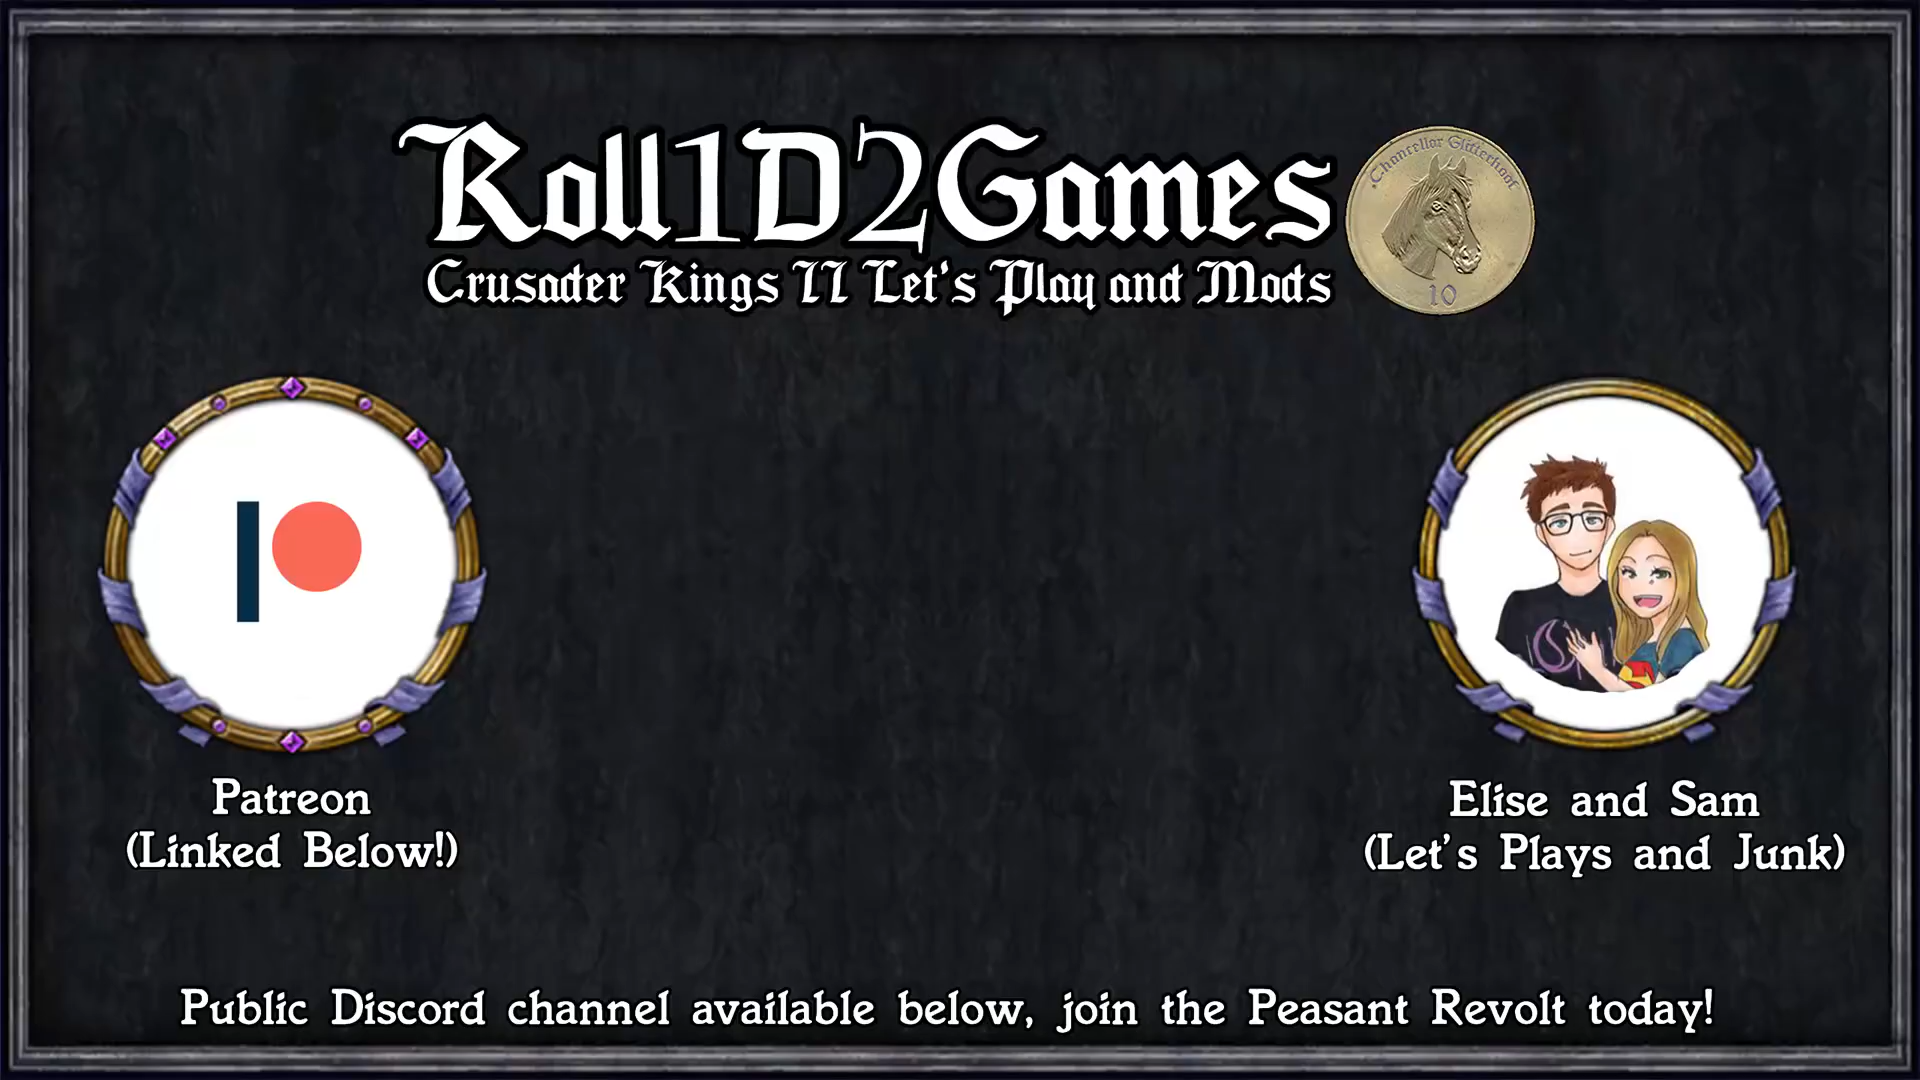 Roll1D2Games
Crusader Kings II Let's Play and Mods
Chancellor Glitterhoof
10
Patreon
(Linked Below!)
Elise and Sam
(Let's Plays and Junk)
Public Discord channel available below, join the Peasant Revolt today!